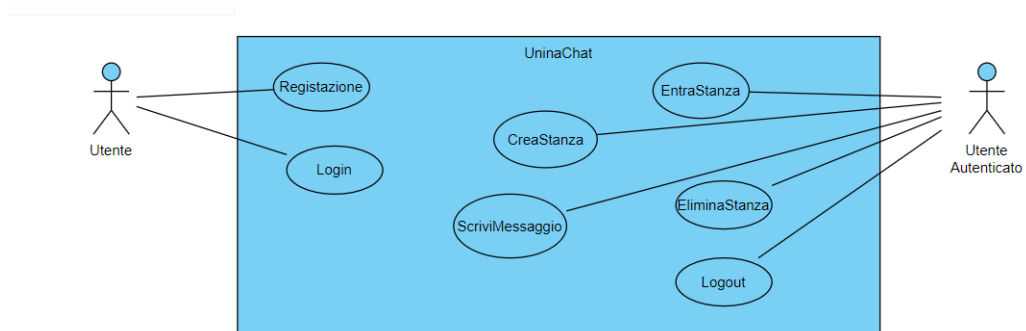 UninaChat
Registazione
EntraStanza
CreaStanza
Utente
Utente
Autenticato
Login
EliminaStanza
ScriviMessaggio
Logout